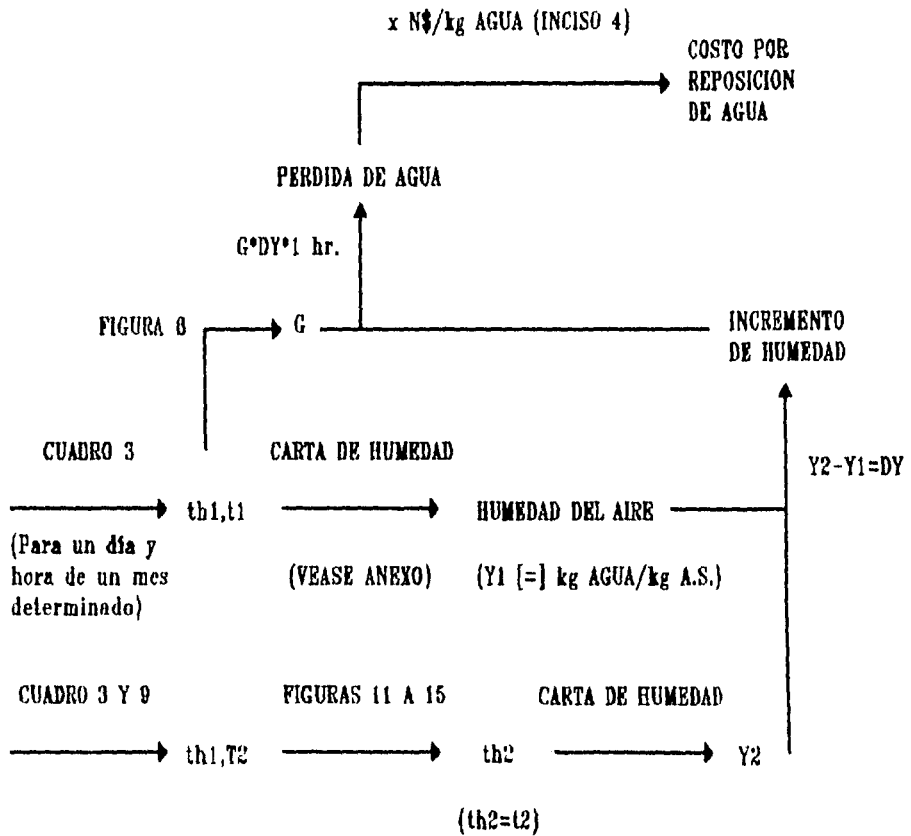 x N$/kg AGUA (INCISO 4)
COSTO POR
REPOSICION
DE AGUA
PERDIDA DE AGUA
G*DY*1 hr.
FIGURA 8
G
INCREMENTO
DE HUMEDAD
CUADRO 3
CARTA DE HUMEDAD
Y2-Y1=DY
th1,t1
HUMEDAD DEL AIRE
(Para un día y
hora de un mes
determinado)
(VEASE ANEXO)
(Y1 [=] kg AGUA/kg A.S.)
CUADRO 3 Y 9
FIGURAS 11 A 15
CARTA DE HUMEDAD
th1,T2
th2
Y2
(th2=t2)